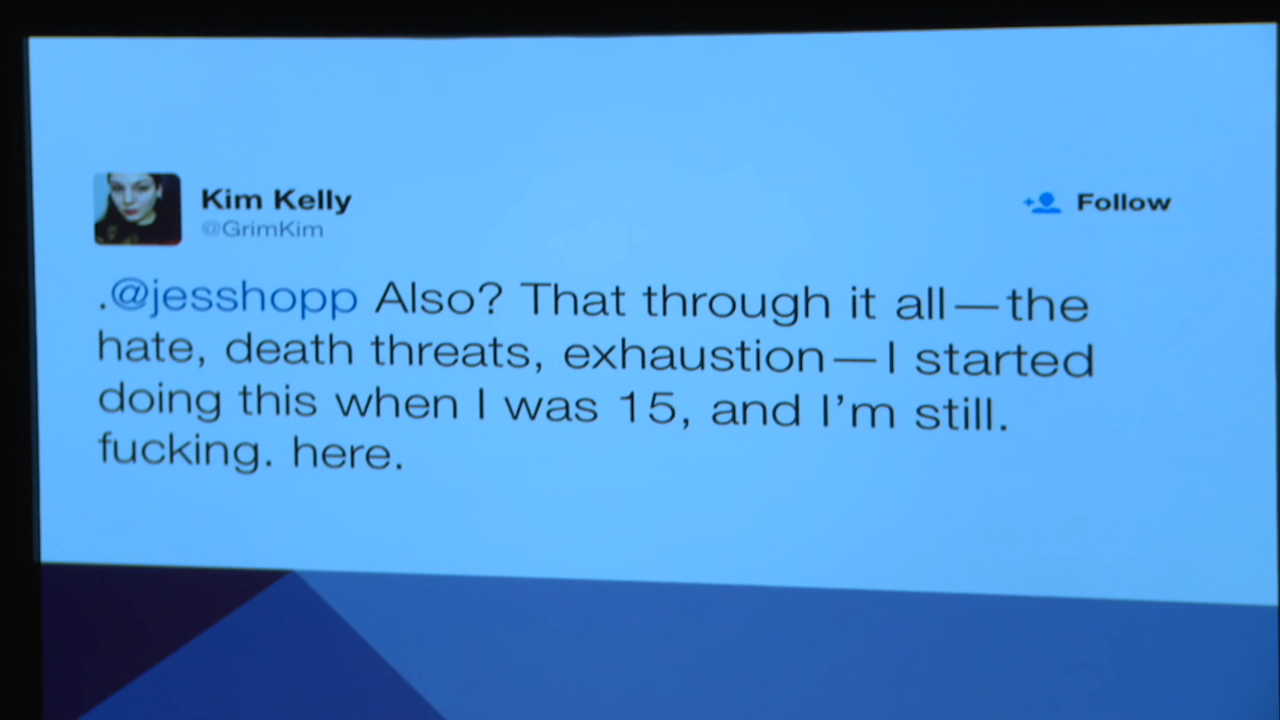 Kim Kelly
@GrimKim
Follow
.@jesshopp Also? That through it all—the
hate, death threats, exhaustion—I started
doing this when I was 15, and I’m still.
fucking. here.